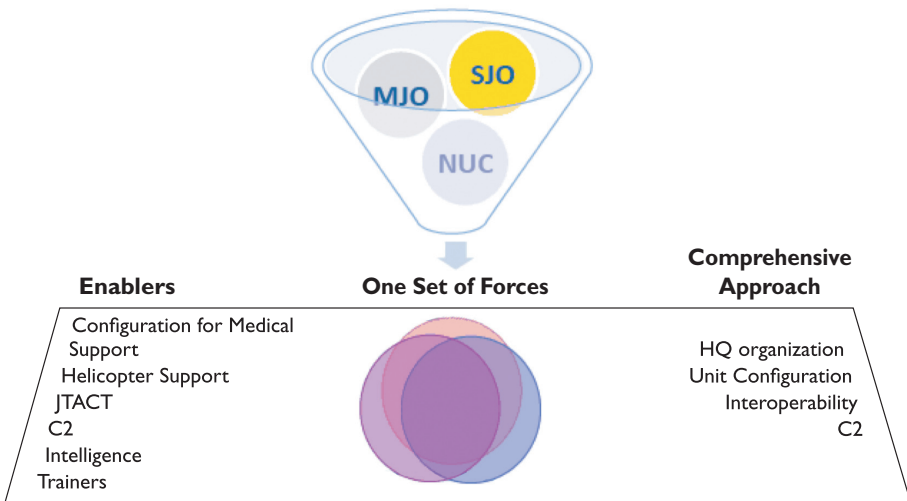 MJO
SJO
NUC
Enablers
One Set of Forces
Comprehensive
Approach
Configuration for Medical
Support
Helicopter Support
JTACT
C2
Intelligence
Trainers
HQ organization
Unit Configuration
Interoperability
C2